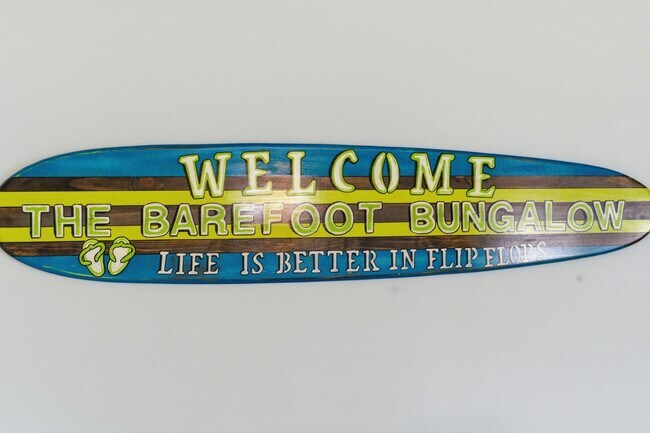 WELCOME
THE BAREFOOT BUNGALOW
LIFE IS BETTER IN FLIP FLOPS